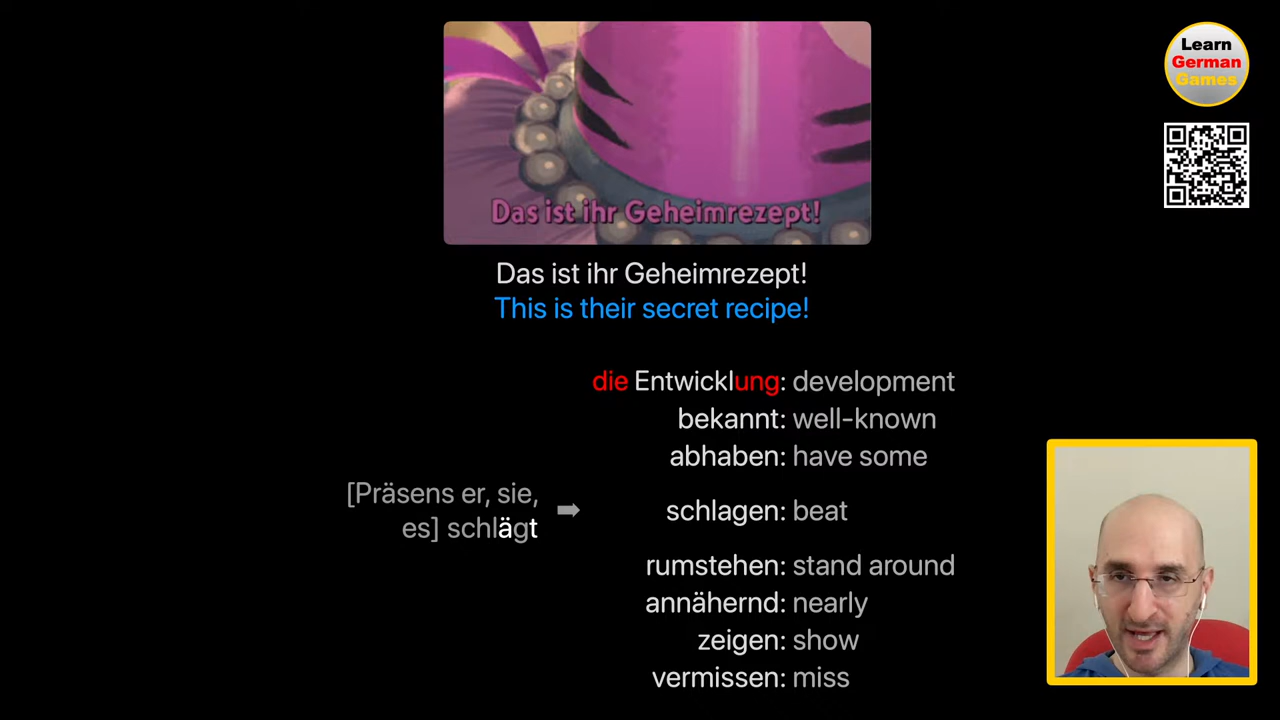 Das ist ihr Geheimrezept!
Das ist ihr Geheimrezept!
This is their secret recipe!
die Entwicklung: development
bekannt: well-known
abhaben: have some
[Präsens er, sie,
es] schlägt
➡
schlagen: beat
rumstehen: stand around
annähernd: nearly
zeigen: show
vermissen: miss
Learn
German
Games